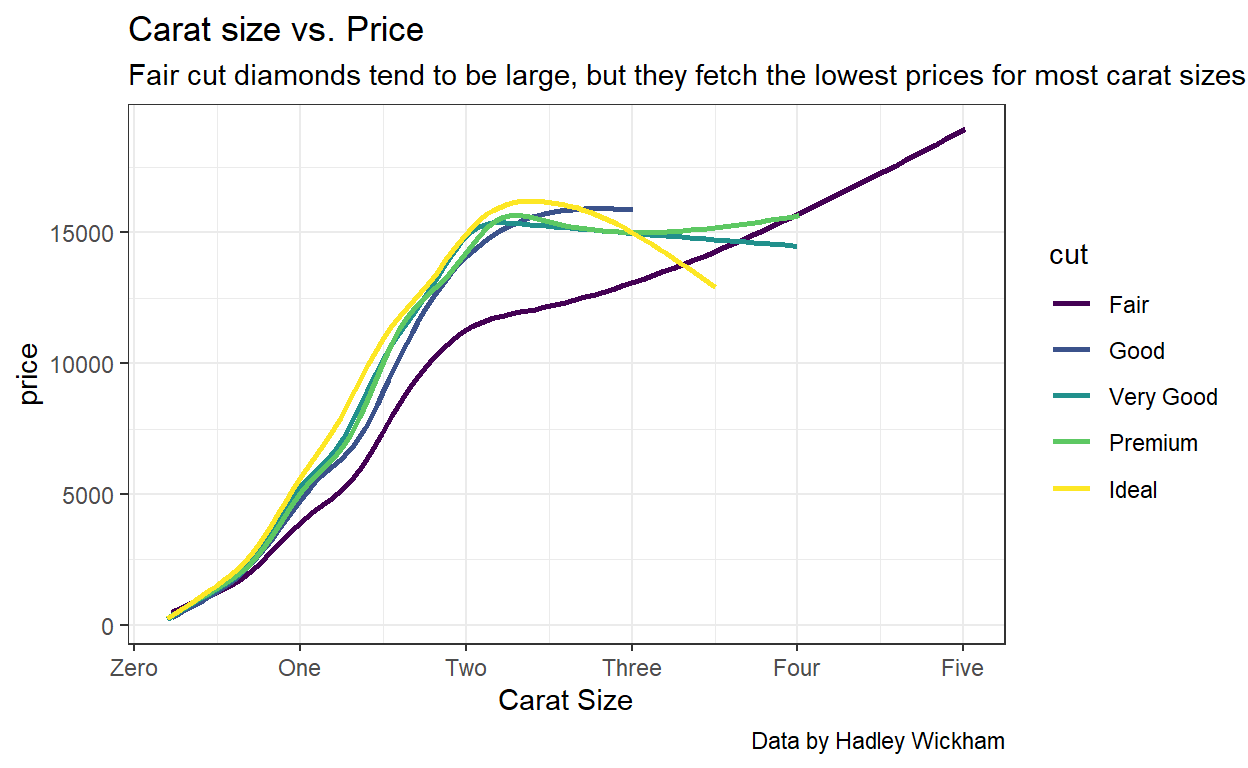 Carat size vs. Price
Fair cut diamonds tend to be large, but they fetch the lowest prices for most carat sizes
price
15000
10000
5000
0
Zero One Two Three Four Five
Carat Size
cut
Fair
Good
Very Good
Premium
Ideal
Data by Hadley Wickham